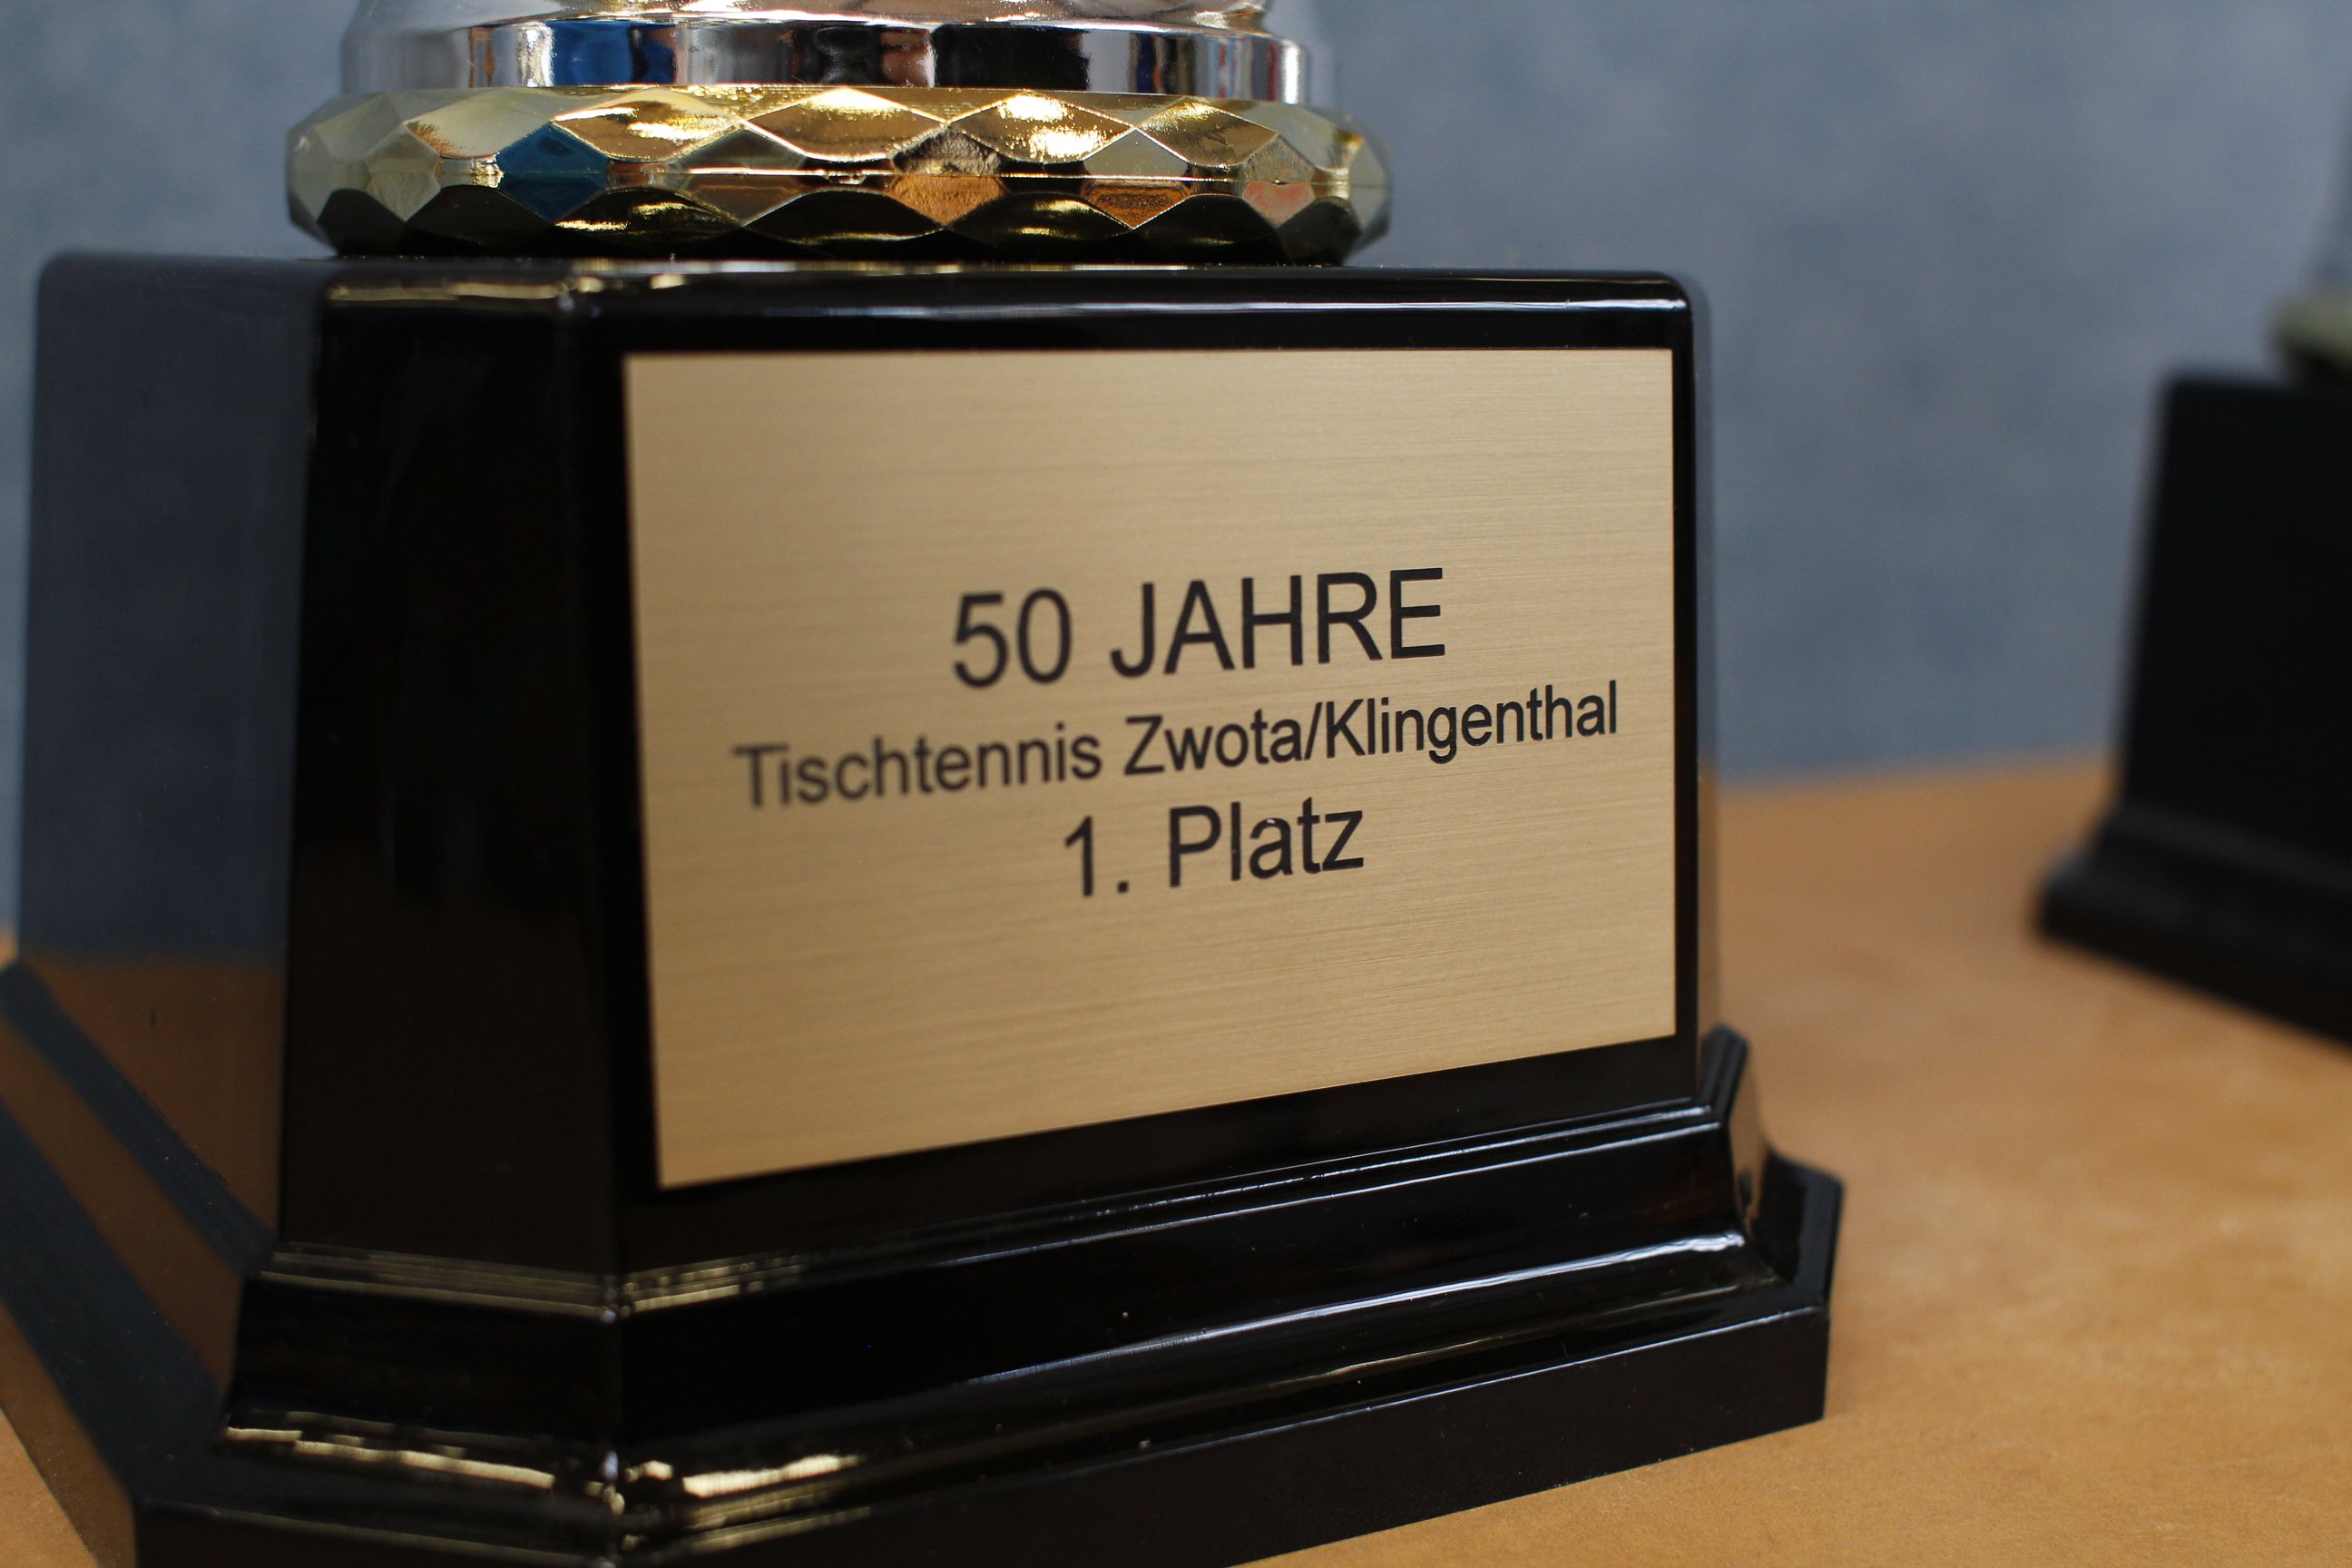 50 JAHRE
Tischtennis Zwota/Klingenthal
1. Platz